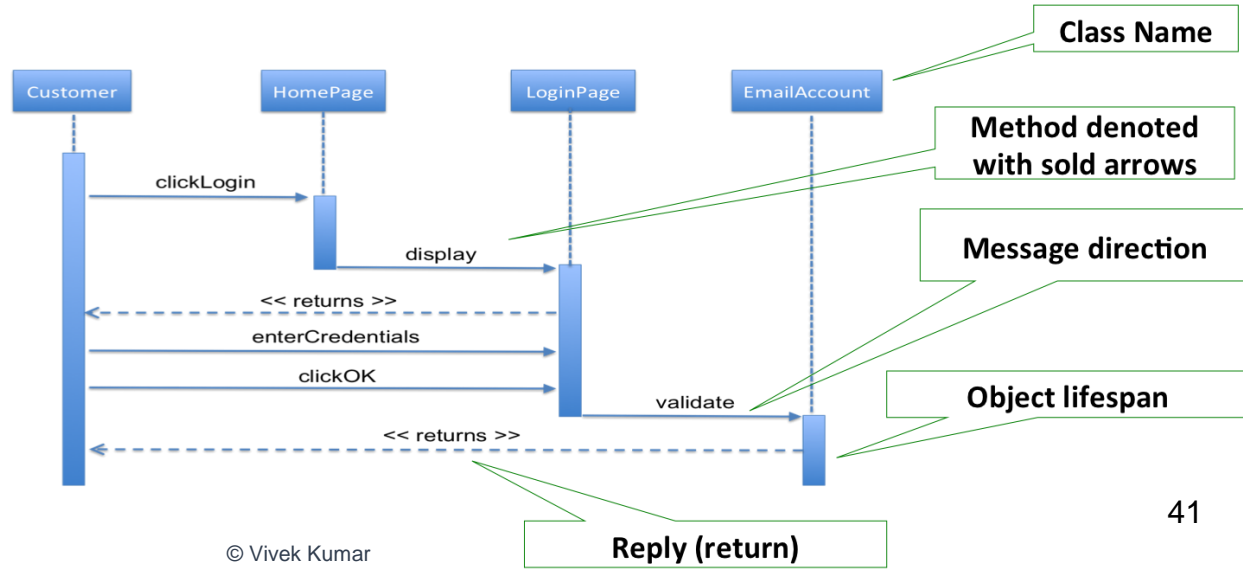 Class Name
Customer
HomePage
LoginPage
EmailAccount
Method denoted
with sold arrows
clickLogin
display
Message direction
<< returns >>
enterCredentials
clickOK
validate
Object lifespan
<< returns >>
Reply (return)
41
© Vivek Kumar